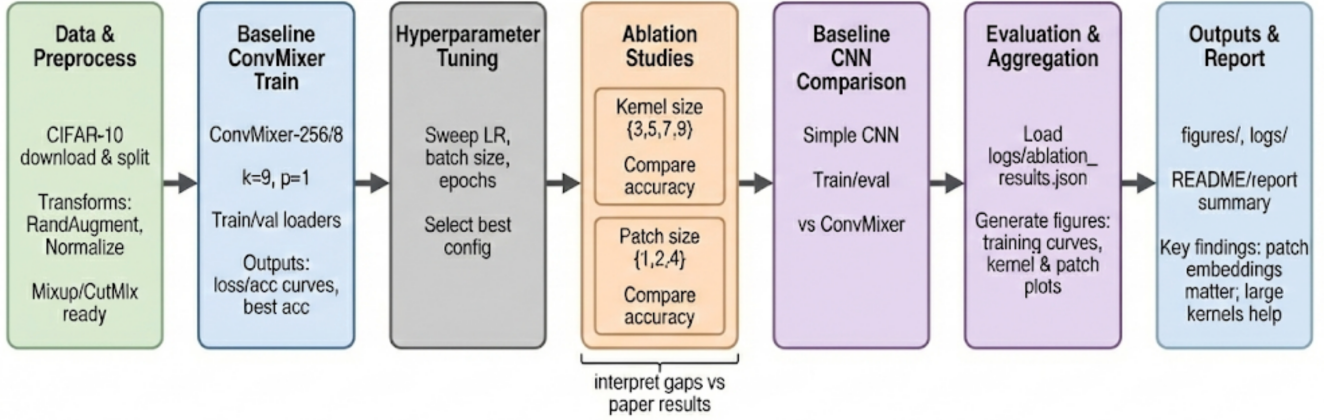 Data &
Preprocess
CIFAR-10
download & split
Transforms:
RandAugment,
Normalize
Mixup/CutMIx
ready
Baseline
ConvMixer
Train
ConvMixer-256/8
k=9, p=1
Train/val loaders
Outputs:
loss/acc curves,
best acc
Hyperparameter
Tuning
Sweep LR,
batch size,
epochs
Select best
config
Ablation
Studies
Kernel size
{3,5,7,9}
Compare
accuracy
Patch size
{1,2,4}
Compare
accuracy
interpret gaps vs
paper results
Baseline
CNN
Comparison
Simple CNN
Train/eval
vs ConvMixer
Evaluation &
Aggregation
Load
logs/ablation_
results.json
Generate figures:
training curves,
kernel & patch
plots
Outputs &
Report
figures/, logs/
README/report
summary
Key findings: patch
embeddings
matter; large
kernels help